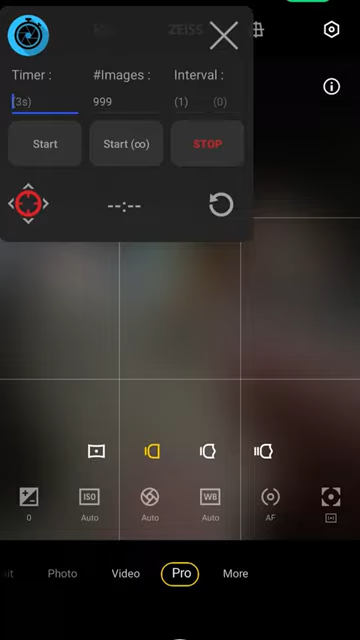 ZEISS
Timer : #Images : Interval :
(3s) 999 (1) (0)
Start Start (∞) STOP
--:--
ISO WB
0 Auto Auto Auto AF
Photo Video Pro More